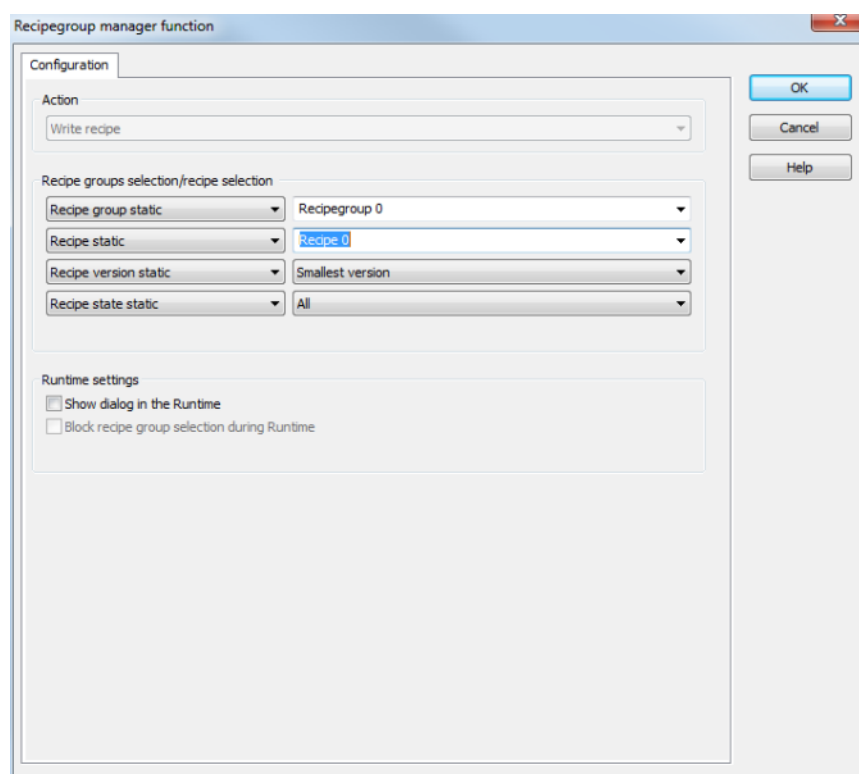 Recipegroup manager function
Configuration
OK
Action
Write recipe
Cancel
Help
Recipe groups selection/recipe selection
Recipe group static Recipegroup 0
Recipe static Recipe 0
Recipe version static Smallest version
Recipe state static All
Runtime settings
Show dialog in the Runtime
Block recipe group selection during Runtime